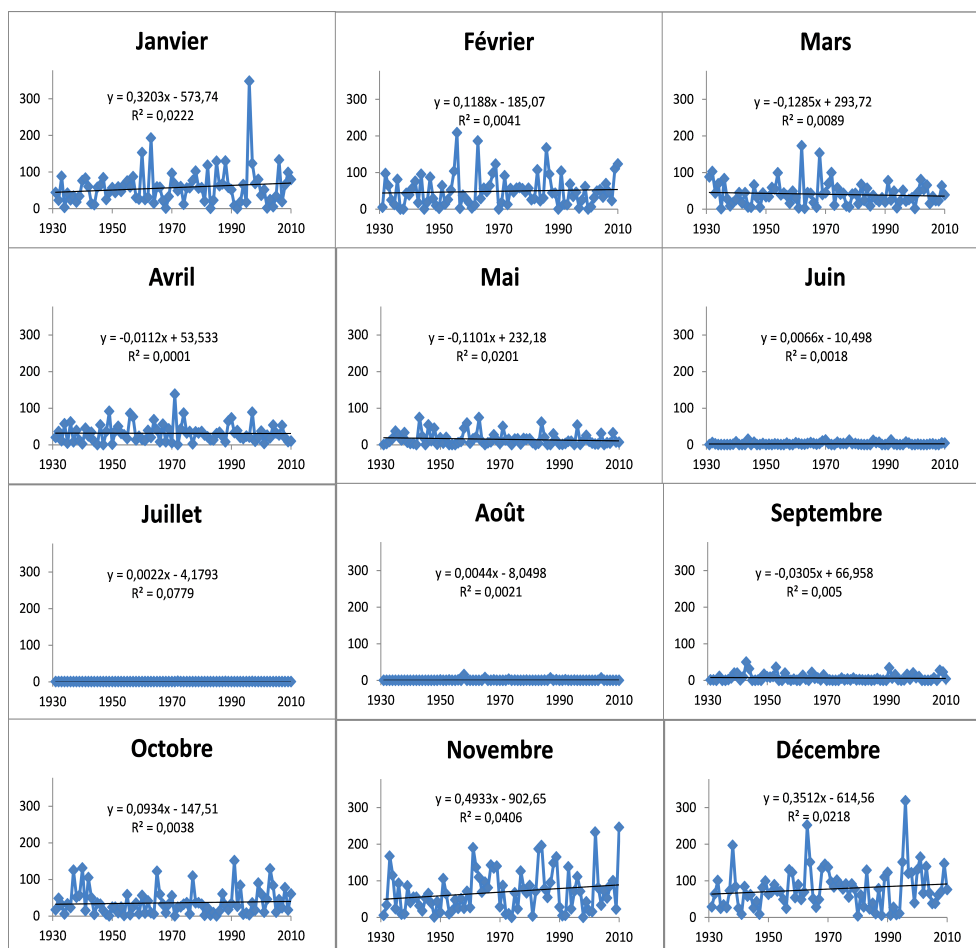 Janvier
y = 0,3203x - 573,74
R² = 0,0222
300
200
100
0
1930 1950 1970 1990 2010
Février
y = 0,1188x - 185,07
R² = 0,0041
300
200
100
0
1930 1950 1970 1990 2010
Mars
y = -0,1285x + 293,72
R² = 0,0089
300
200
100
0
1930 1950 1970 1990 2010
Avril
y = -0,0112x + 53,533
R² = 0,0001
300
200
100
0
1930 1950 1970 1990 2010
Mai
y = -0,1101x + 232,18
R² = 0,0201
300
200
100
0
1930 1950 1970 1990 2010
Juin
y = 0,0066x - 10,498
R² = 0,0018
300
200
100
0
1930 1950 1970 1990 2010
Juillet
y = 0,0022x - 4,1793
R² = 0,0779
300
200
100
0
1930 1950 1970 1990 2010
Août
y = 0,0044x - 8,0498
R² = 0,0021
300
200
100
0
1930 1950 1970 1990 2010
Septembre
y = -0,0305x + 66,958
R² = 0,005
300
200
100
0
1930 1950 1970 1990 2010
Octobre
y = 0,0934x - 147,51
R² = 0,0038
300
200
100
0
1930 1950 1970 1990 2010
Novembre
y = 0,4933x - 902,65
R² = 0,0406
300
200
100
0
1930 1950 1970 1990 2010
Décembre
y = 0,3512x - 614,56
R² = 0,0218
300
200
100
0
1930 1950 1970 1990 2010